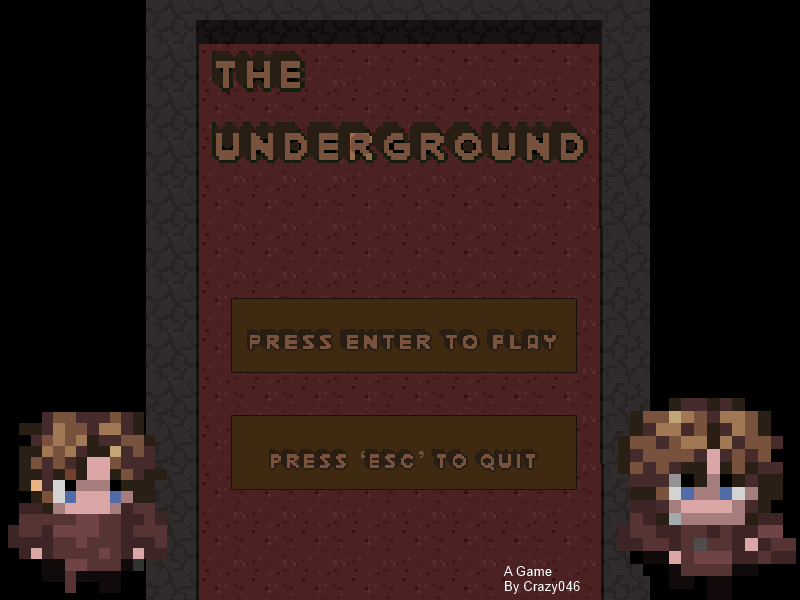 THE
UNDERGROUND
PRESS ENTER TO PLAY
PRESS 'ESC' TO QUIT
A Game
By Crazy046